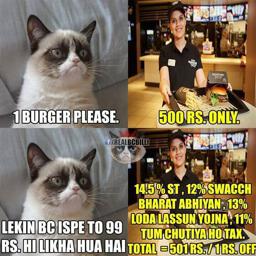 1 BURGER PLEASE.
500 RS. ONLY.
LEKIN BC ISPE TO 99
RS. HI LIKHA HUA HAI
14.5 % ST , 12% SWACCH
BHARAT ABHIYAN , 13%
LODA LASSUN YOJNA , 11%
TUM CHUTIYA HO TAX.
TOTAL = 501 RS. / 1 RS. OFF